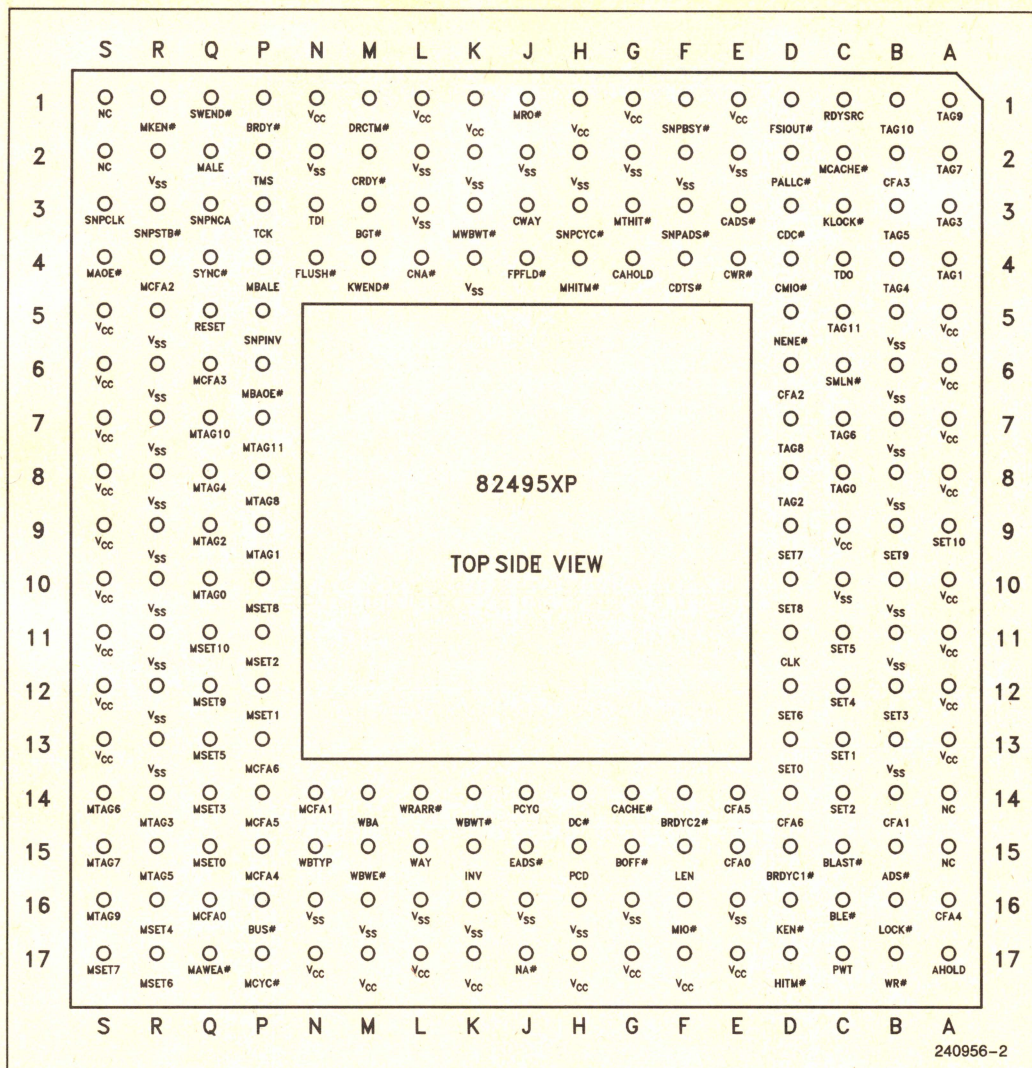 S R Q P N M L K J H G F E D C B A
1 NC SWEND# VCC VCC MRO# VCC VCC RDYSRC TAG9 1
MKEN# BRDY# DRCTM# VCC VCC SNPBSY# FSIOUT# TAG10
2 NC MALE VSS VSS VSS VSS VSS MCACHE# TAG7 2
VSS TMS CRDY# VSS VSS VSS PALLC# CFA3
3 SNPCLK SNPNCA TDI VSS CWAY MTHIT# CADS# KLOCK# TAG3 3
SNPSTB# TCK BGT# MWBWT# SNPCYC# SNPADS# CDC# TAG5
4 MAOE# SYNC# FLUSH# CNA# FPFLD# CAHOLD CWR# TDO TAG1 4
MCFA2 MBALE KWEND# VSS MHITM# CDTS# CMIO# TAG4
5 VCC RESET TAG11 VCC 5
VSS SNPINV NENE# VSS
6 VCC MCFA3 SMLN# VCC 6
VSS MBAOE# CFA2 VSS
7 VCC MTAG10 TAG6 VCC 7
VSS MTAG11 TAG8 VSS
8 VCC MTAG4 82495XP TAG0 VCC 8
VSS MTAG8 TAG2 VSS
9 VCC MTAG2 VCC SET10 9
VSS MTAG1 TOP SIDE VIEW SET7 SET9
10 VCC MTAG0 VSS VCC 10
VSS MSET8 SET8 VSS
11 VCC MSET10 SET5 VCC 11
VSS MSET2 CLK VSS
12 VCC MSET9 SET4 VCC 12
VSS MSET1 SET6 SET3
13 VCC MSET5 SET1 VCC 13
VSS MCFA6 SET0 VSS
14 MTAG6 MSET3 MCFA1 WRARR# PCYC CACHE# CFA5 SET2 NC 14
MTAG3 MCFA5 WBA WBWT# DC# BRDYC2# CFA6 CFA1
15 MTAG7 MSET0 WBTYP WAY EADS# BOFF# CFA0 BLAST# NC 15
MTAG5 MCFA4 WBWE# INV PCD LEN BRDYC1# ADS#
16 MTAG9 MCFA0 VSS VSS VSS VSS VSS BLE# CFA4 16
MSET4 BUS# VSS VSS VSS MIO# KEN# LOCK#
17 MSET7 MAWEA# VCC VCC NA# VCC VCC PWT AHOLD 17
MSET6 MCYC# VCC VCC VCC VCC HITM# WR#
S R Q P N M L K J H G F E D C B A
240956-2